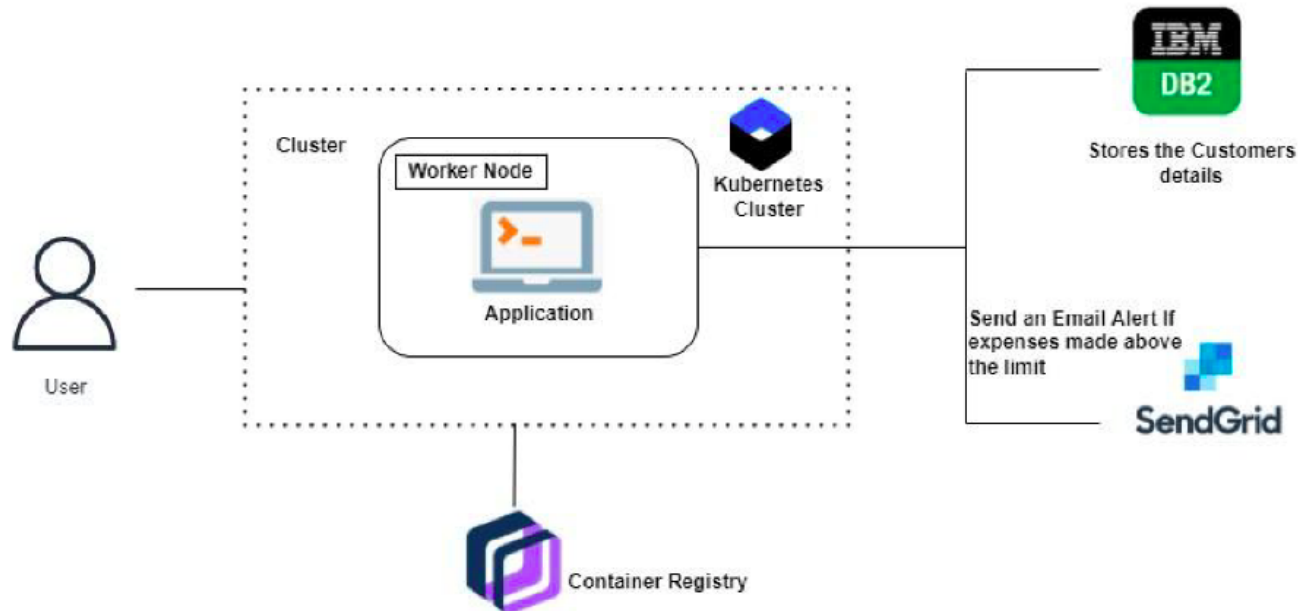 IBM
DB2
Stores the Customers
details
Cluster
Worker Node
Kubernetes
Cluster
Application
User
Send an Email Alert If
expenses made above
the limit
SendGrid
Container Registry